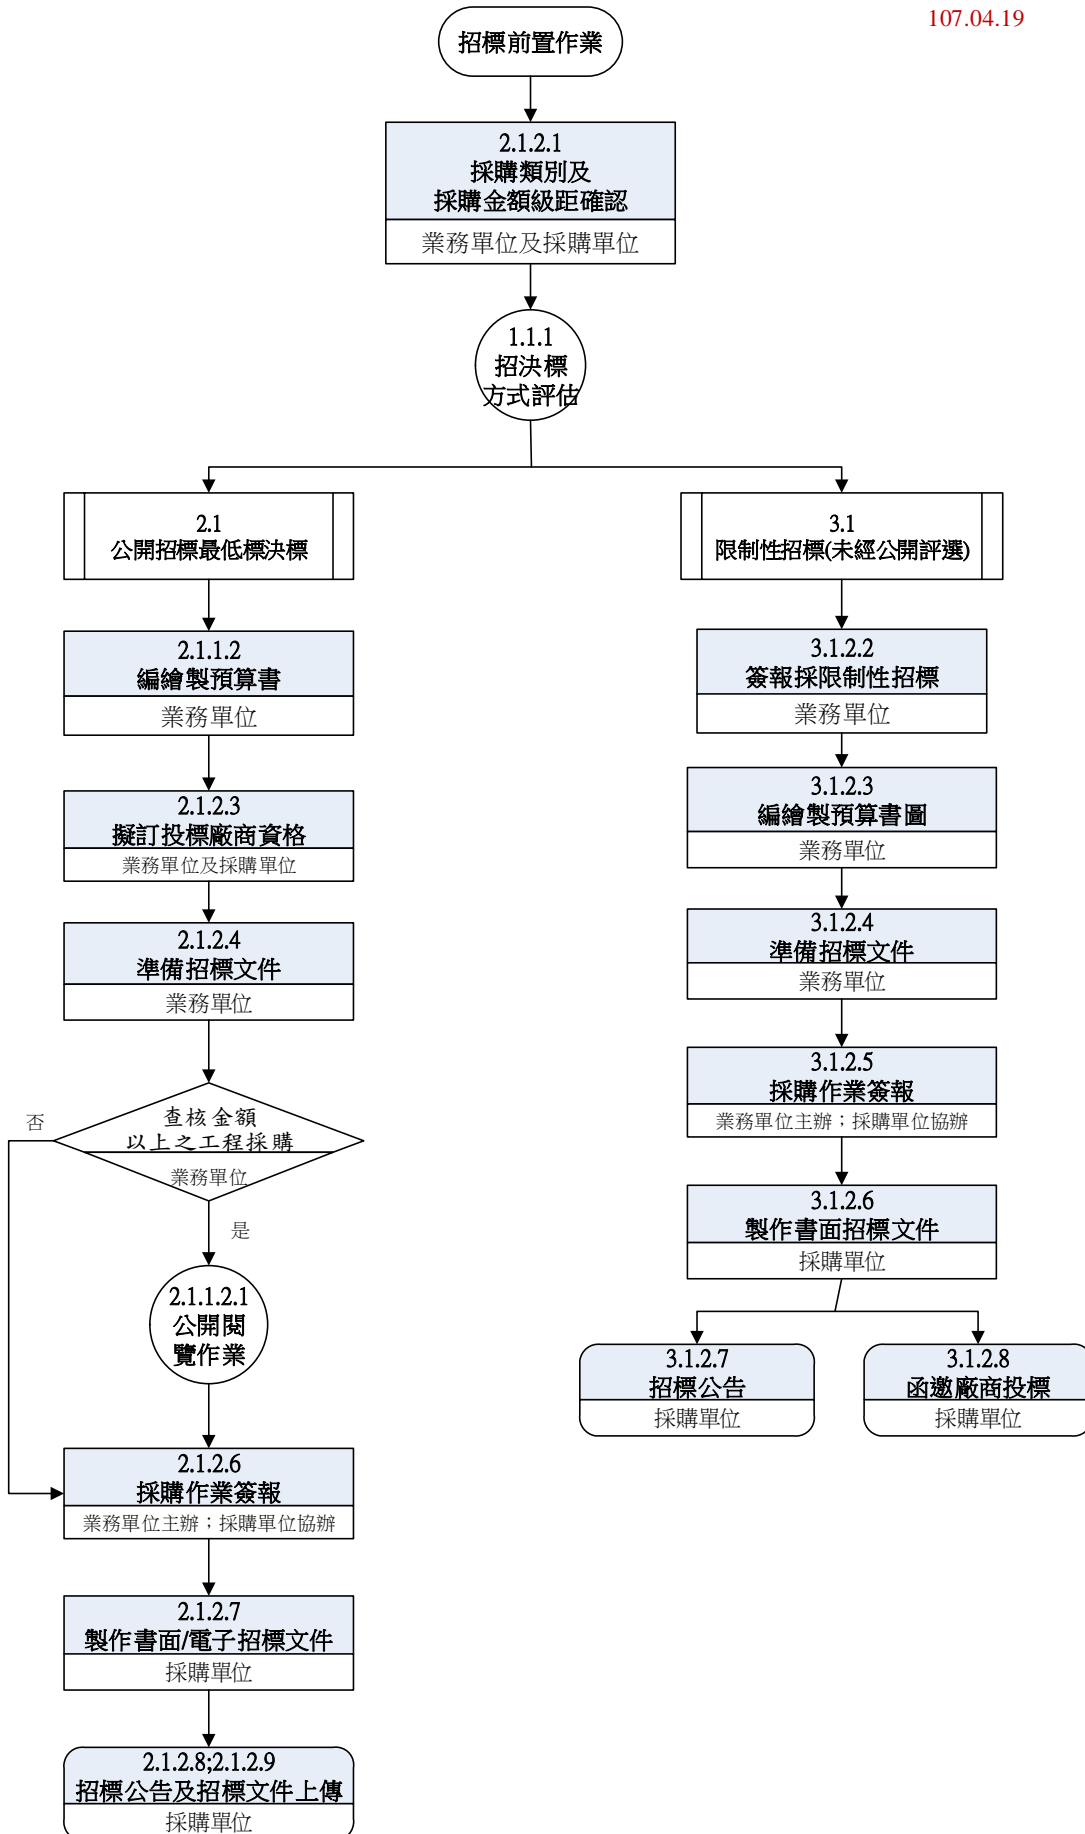 107.04.19
招標前置作業
2.1.2.1
採購類別及
採購金額級距確認
業務單位及採購單位
1.1.1
招決標
方式評估
2.1
公開招標最低標決標
2.1.1.2
編繪製預算書
業務單位
2.1.2.3
擬訂投標廠商資格
業務單位及採購單位
2.1.2.4
準備招標文件
業務單位
查核金額
以上之工程採購
業務單位
否
是
2.1.1.2.1
公開閱
覽作業
2.1.2.6
採購作業簽報
業務單位主辦；採購單位協辦
2.1.2.7
製作書面/電子招標文件
採購單位
2.1.2.8;2.1.2.9
招標公告及招標文件上傳
採購單位
3.1
限制性招標(未經公開評選)
3.1.2.2
簽報採限制性招標
業務單位
3.1.2.3
編繪製預算書圖
業務單位
3.1.2.4
準備招標文件
業務單位
3.1.2.5
採購作業簽報
業務單位主辦；採購單位協辦
3.1.2.6
製作書面招標文件
採購單位
3.1.2.7
招標公告
採購單位
3.1.2.8
函邀廠商投標
採購單位